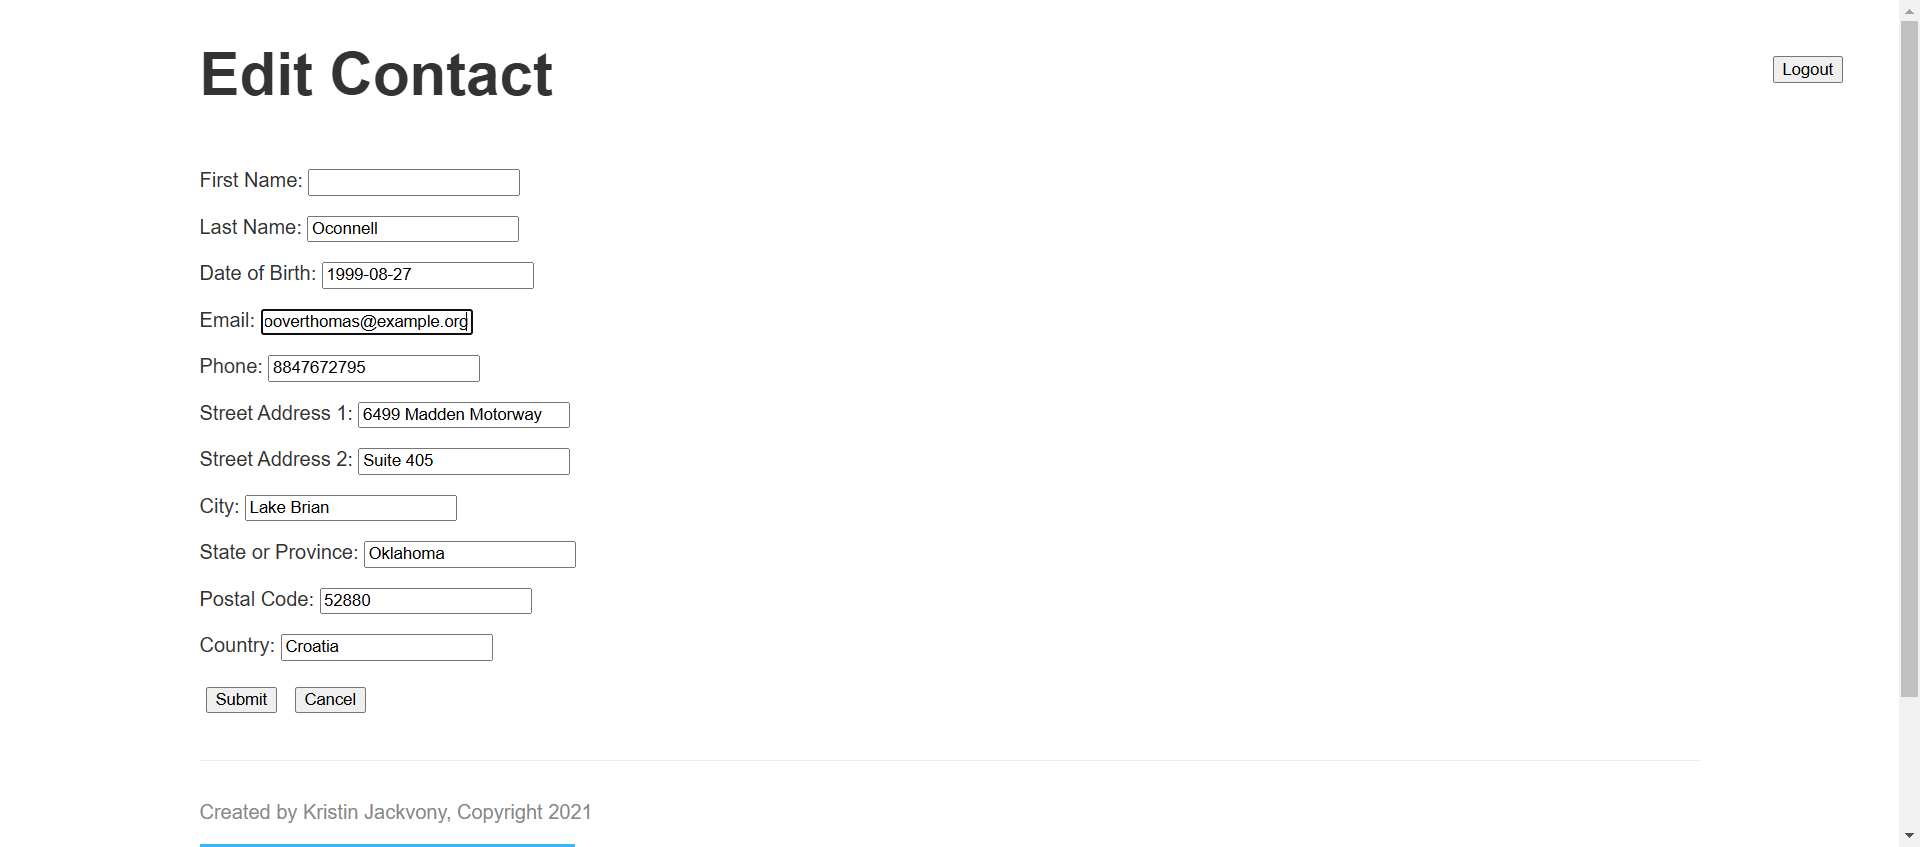 Edit Contact
Logout
First Name:
Last Name: Oconnell
Date of Birth: 1999-08-27
Email: ooverthomas@example.org
Phone: 8847672795
Street Address 1: 6499 Madden Motorway
Street Address 2: Suite 405
City: Lake Brian
State or Province: Oklahoma
Postal Code: 52880
Country: Croatia
Submit Cancel
Created by Kristin Jackvony, Copyright 2021